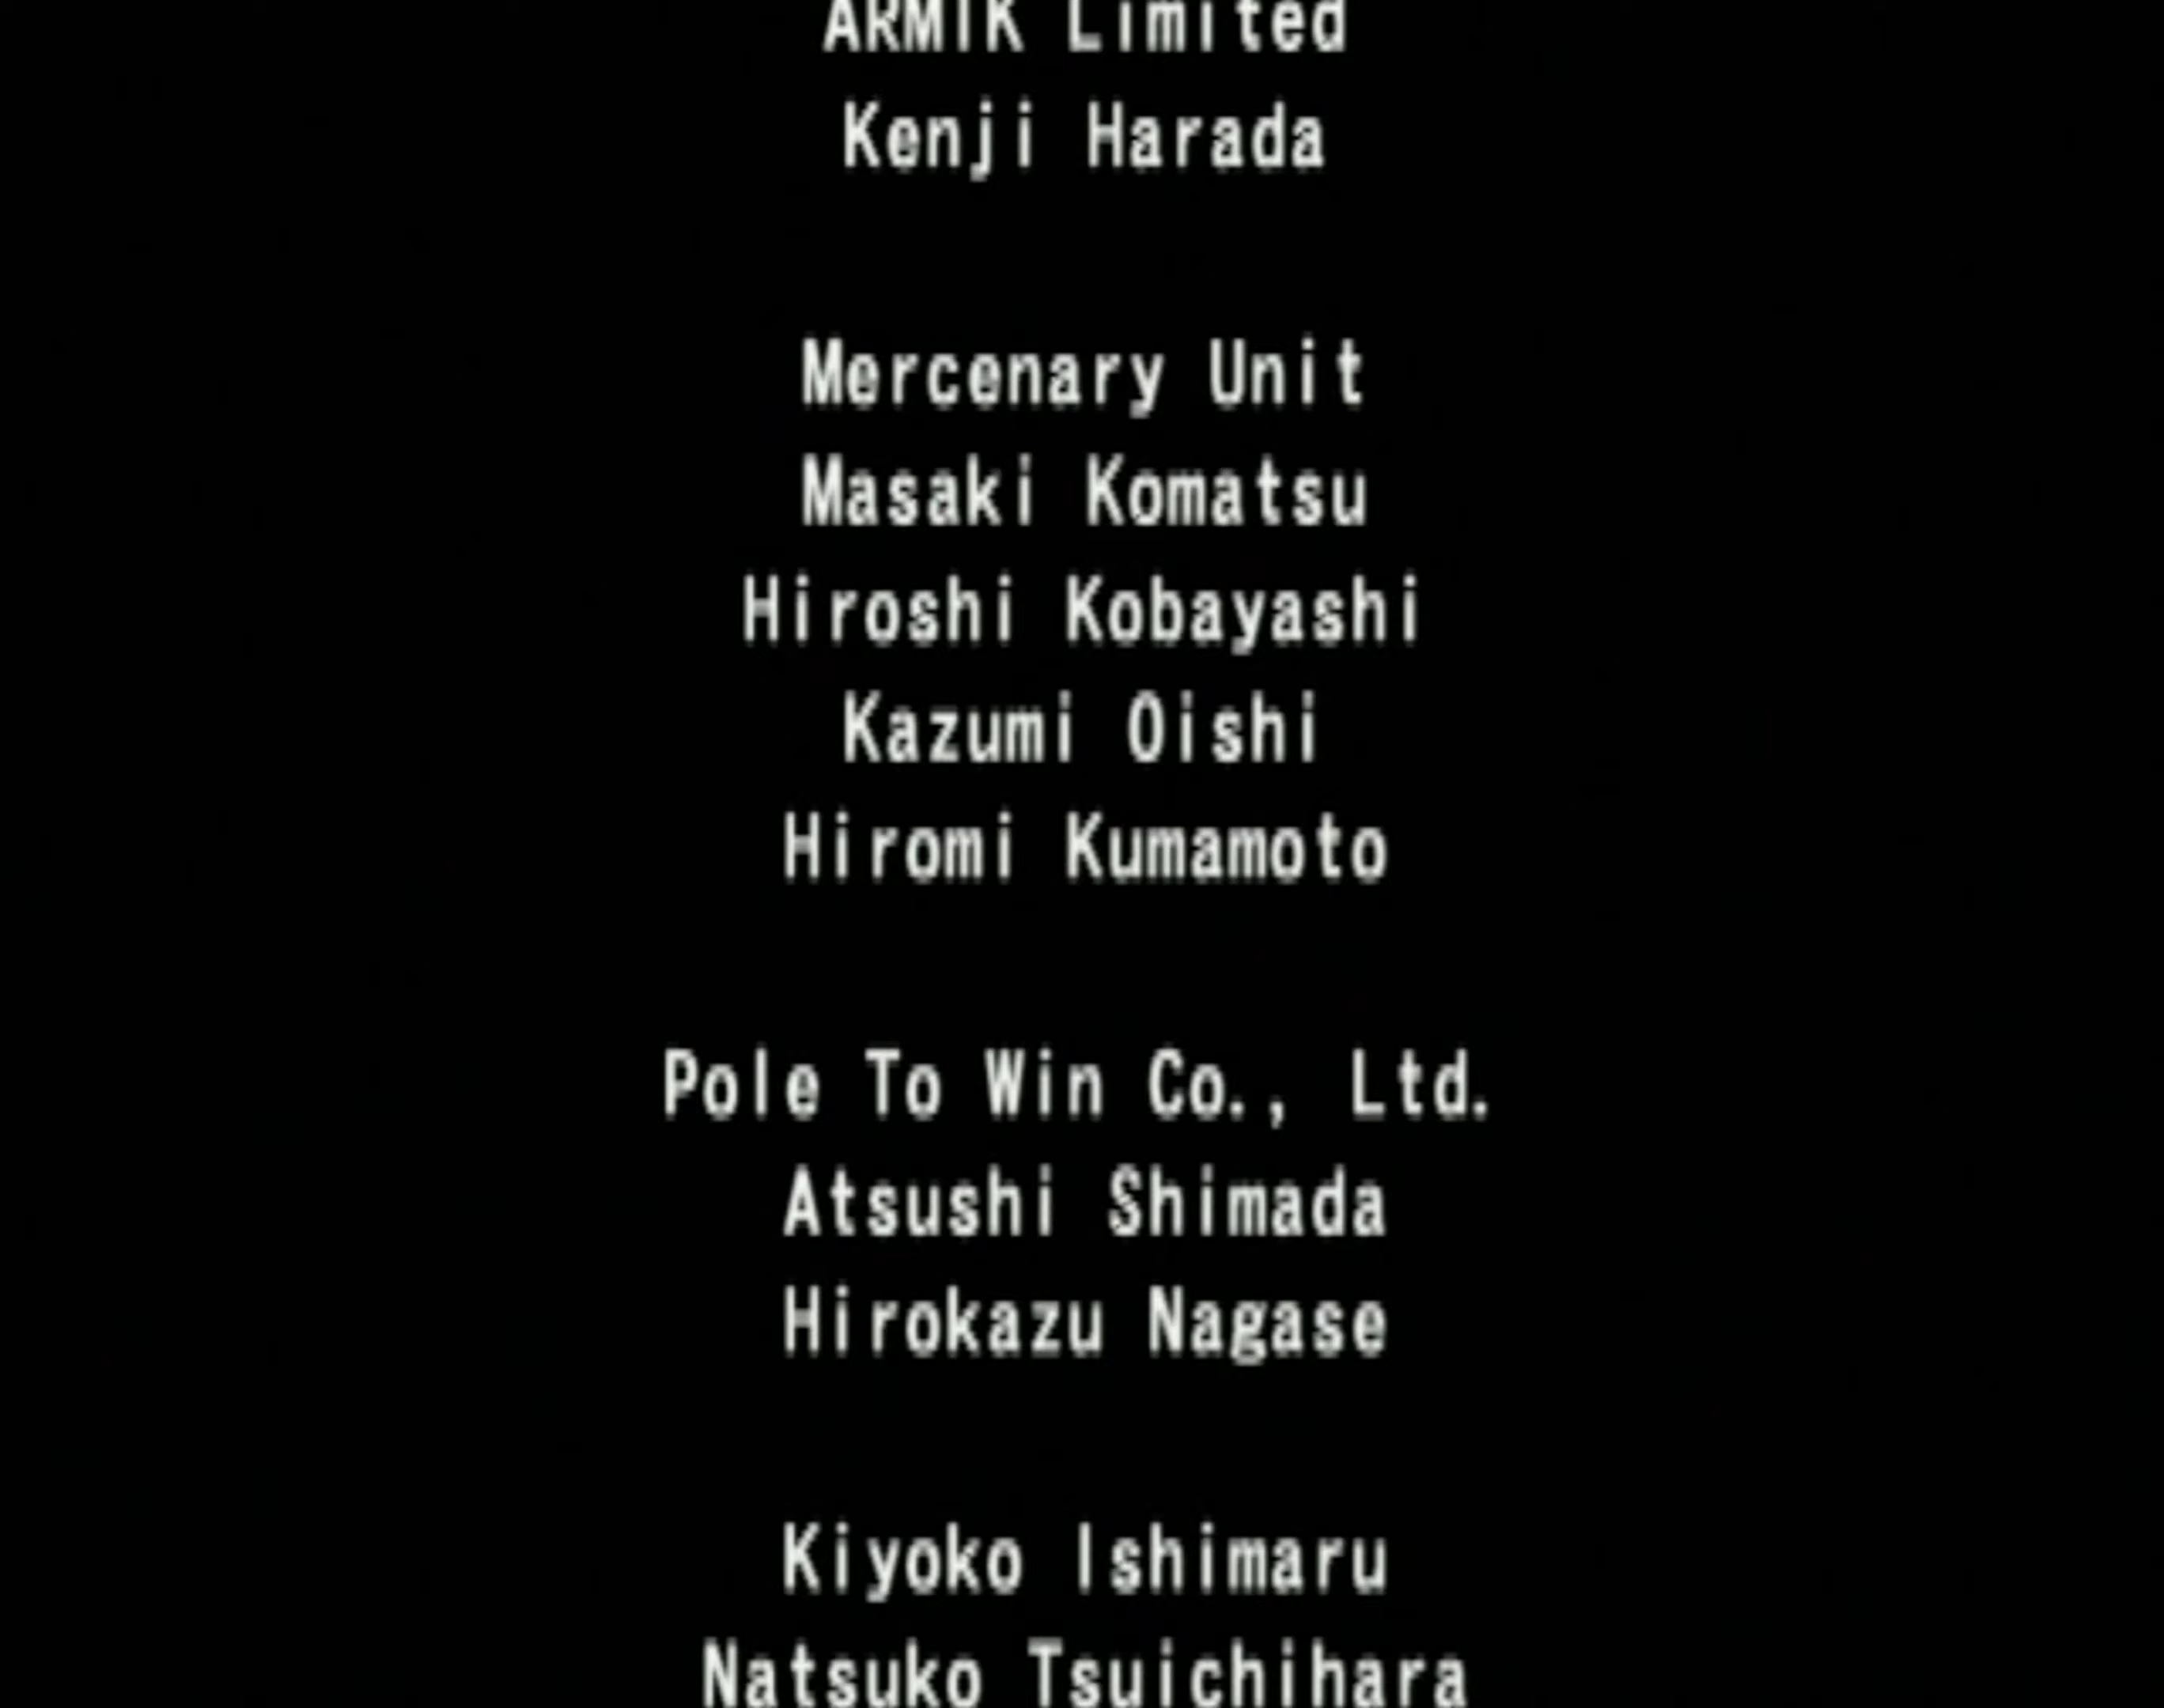 ARMIK Limited
Kenji Harada
Mercenary Unit
Masaki Komatsu
Hiroshi Kobayashi
Kazumi Oishi
Hiromi Kumamoto
Pole To Win Co., Ltd.
Atsushi Shimada
Hirokazu Nagase
Kiyoko Ishimaru
Natsuko Tsuichihara